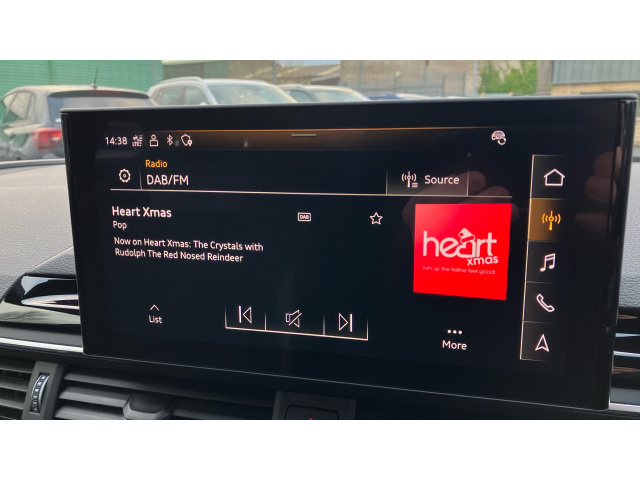 14:38 LTE
Radio
DAB/FM
Source
Heart Xmas
DAB
Pop
Now on Heart Xmas: The Crystals with
Rudolph The Red Nosed Reindeer
heart
xmas
Turn up the festive feel good!
List
More